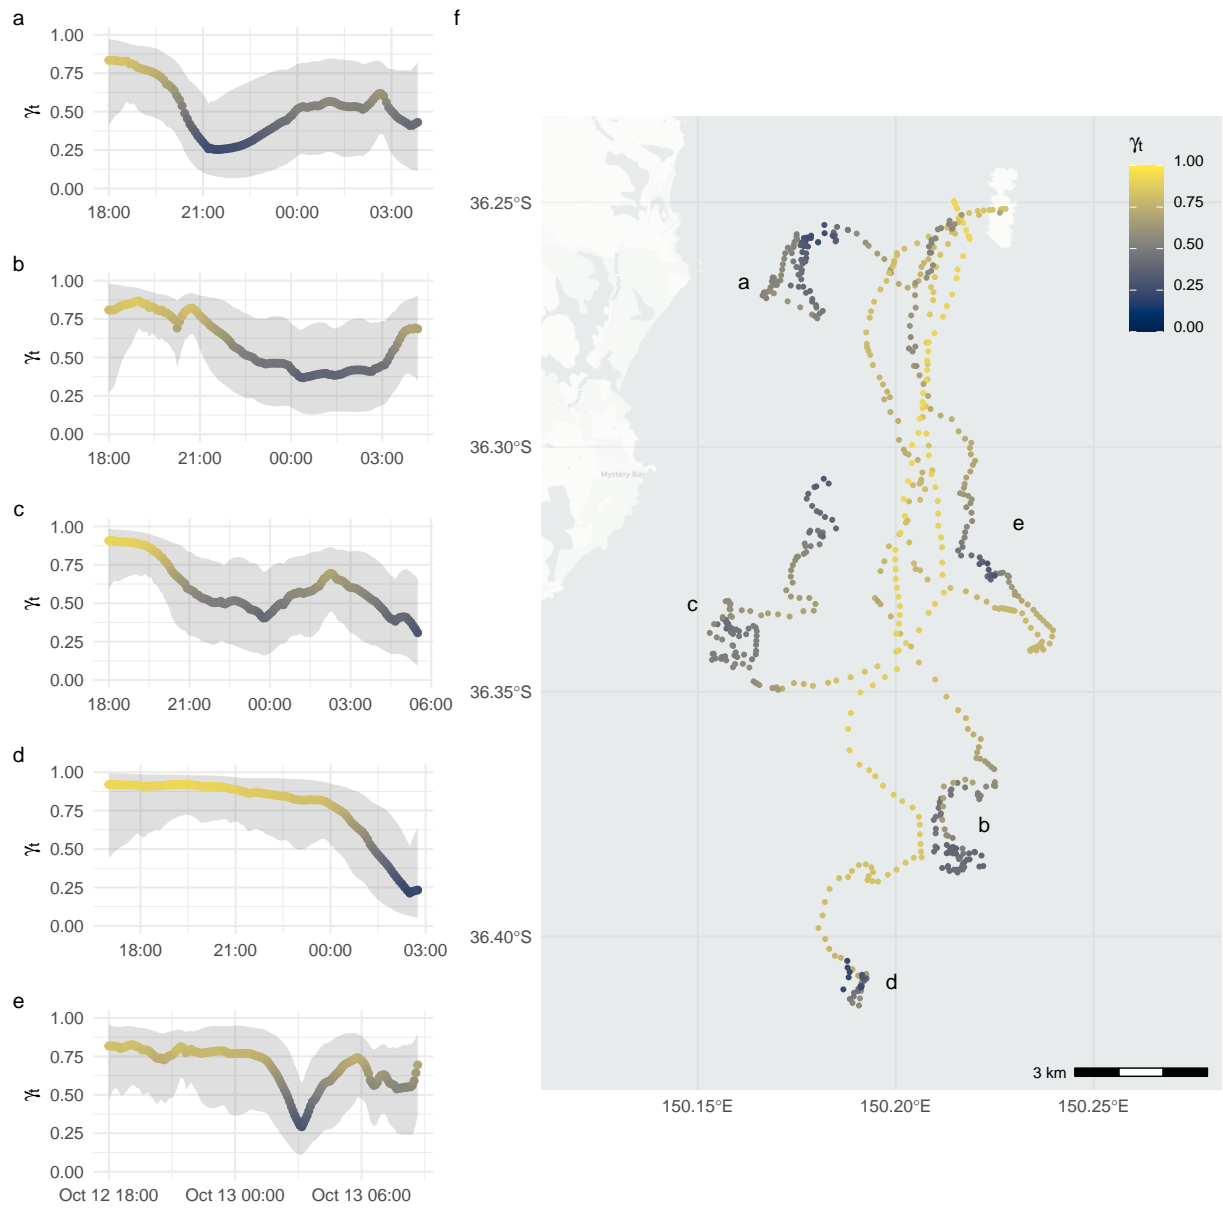 a
1.00
0.75
0.50
0.25
0.00
γt
18:00 21:00 00:00 03:00
b
1.00
0.75
0.50
0.25
0.00
γt
18:00 21:00 00:00 03:00
c
1.00
0.75
0.50
0.25
0.00
γt
18:00 21:00 00:00 03:00 06:00
d
1.00
0.75
0.50
0.25
0.00
γt
18:00 21:00 00:00 03:00
e
1.00
0.75
0.50
0.25
0.00
γt
Oct 12 18:00 Oct 13 00:00 Oct 13 06:00
f
36.25°S
36.30°S
36.35°S
36.40°S
γt
1.00
0.75
0.50
0.25
0.00
a
Mystery Bay
e
c
b
d
3 km
150.15°E 150.20°E 150.25°E